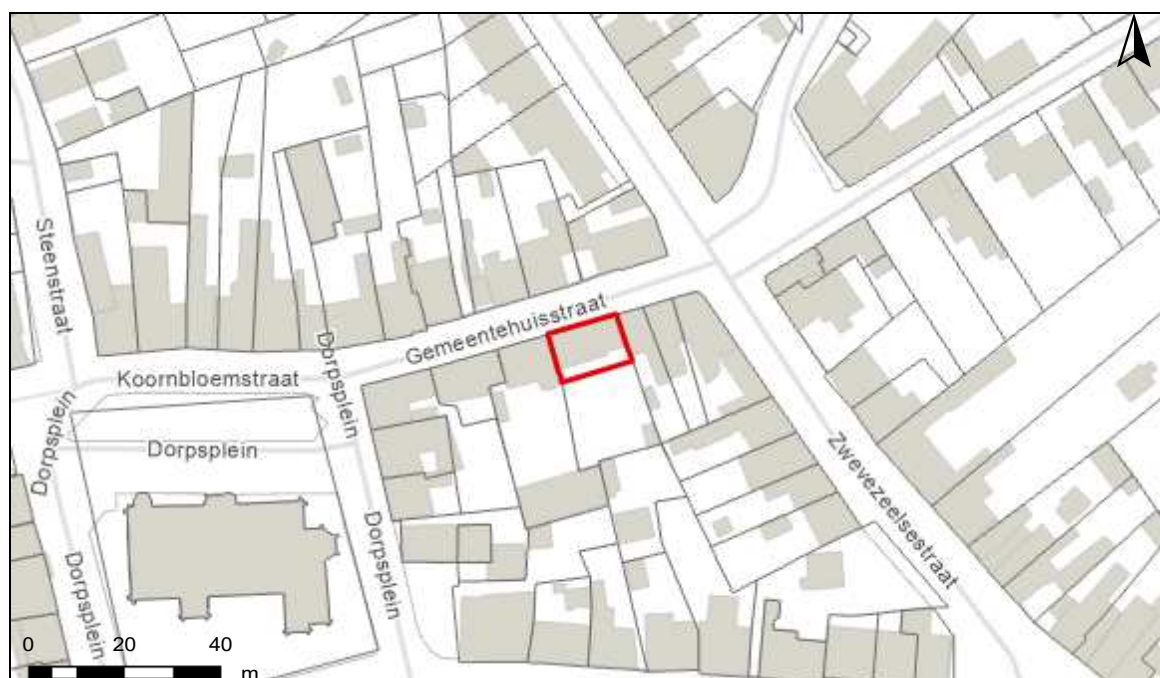 Steenstraat
Gemeentehuisstraat
Dorpsplein
Koornbloemstraat
Dorpsplein
Dorpsplein
Zwevezeelsestraat
Dorpsplein
Dorpsplein
0 20 40
m